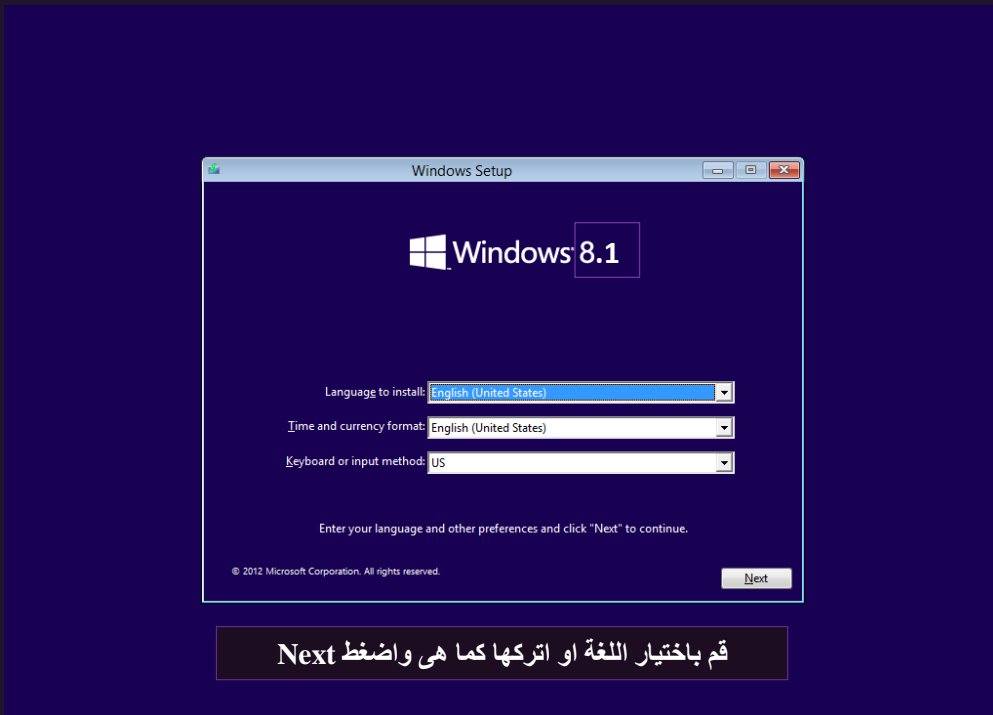 Windows Setup
Windows 8.1
Language to install: English (United States)
Time and currency format: English (United States)
Keyboard or input method: US
Enter your language and other preferences and click "Next" to continue.
© 2012 Microsoft Corporation. All rights reserved.
Next
قم باختيار اللغة او اتركها كما هى واضغط Next